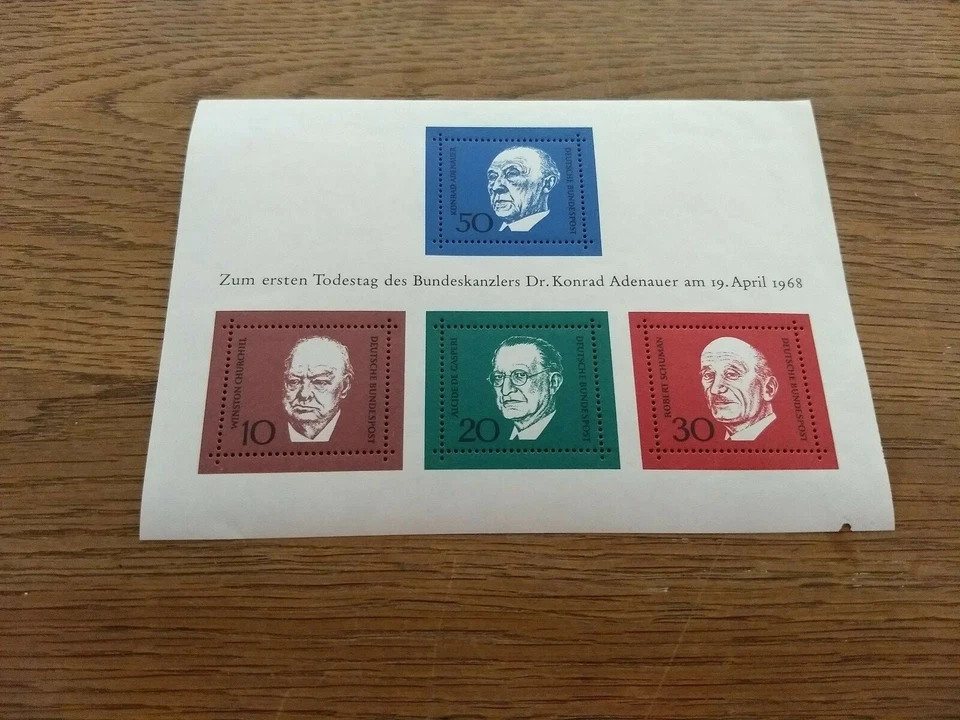 KONRAD ADENAUER
50
DEUTSCHE BUNDESPOST
Zum ersten Todestag des Bundeskanzlers Dr. Konrad Adenauer am 19. April 1968
WINSTON CHURCHILL
10
DEUTSCHE BUNDESPOST
ALCIDE DE GASPERI
20
DEUTSCHE BUNDESPOST
ROBERT SCHUMAN
30
DEUTSCHE BUNDESPOST